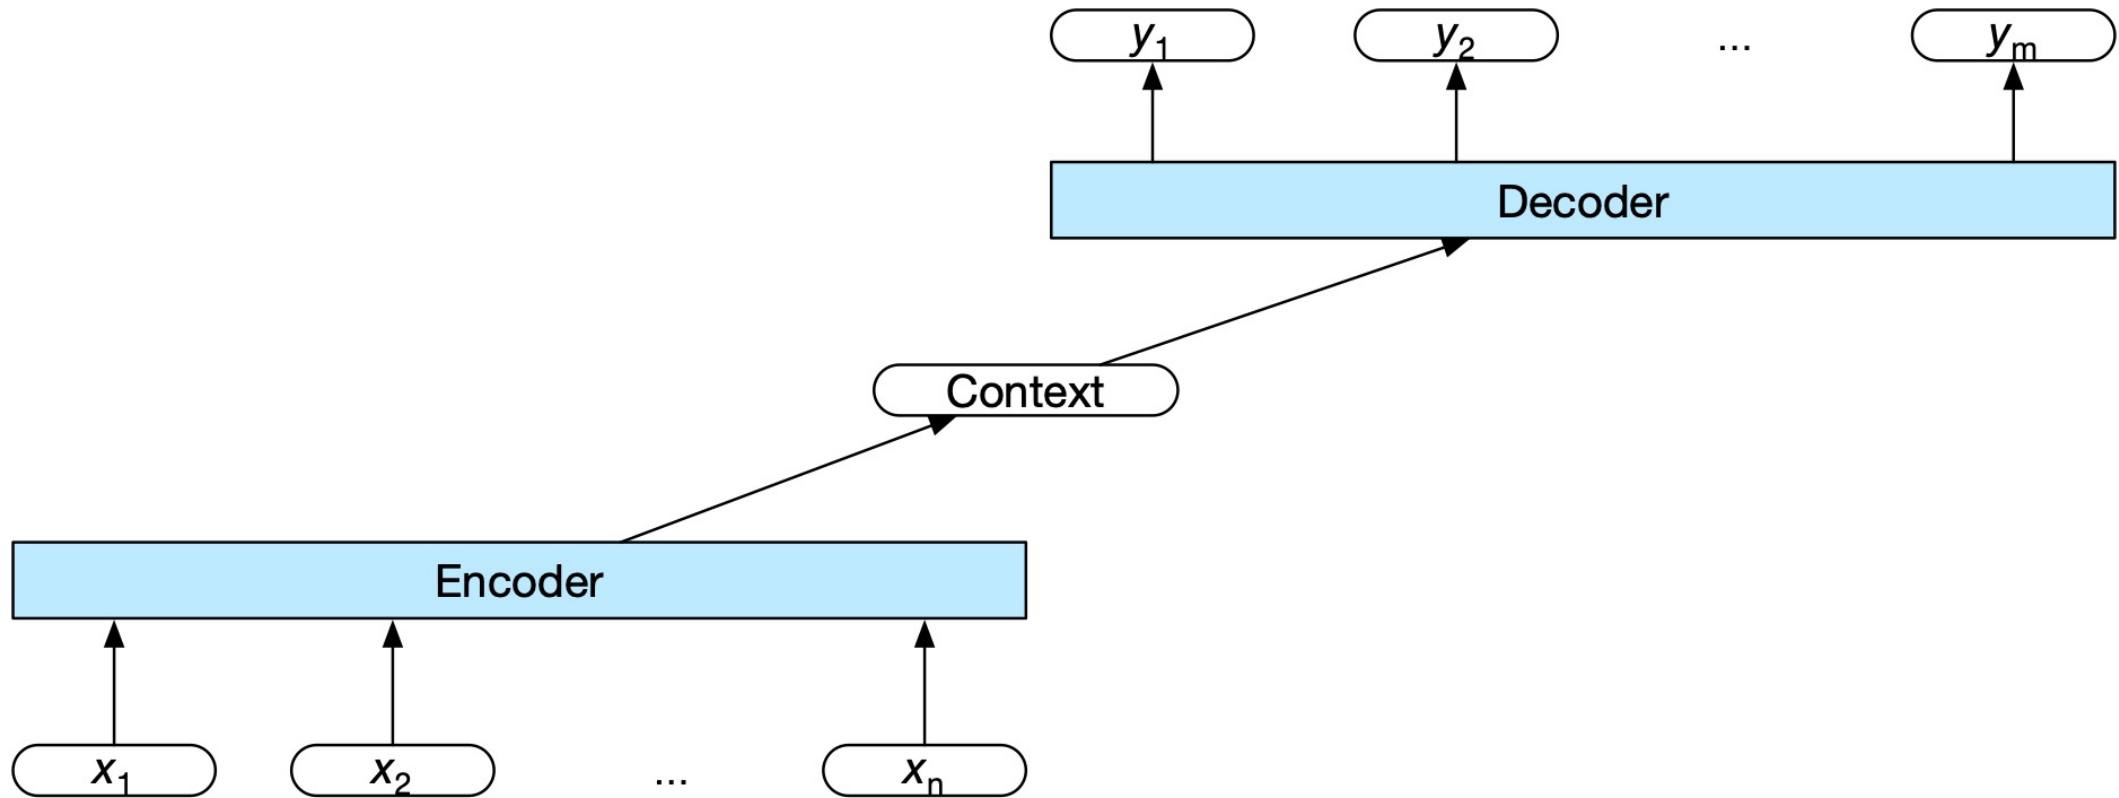 y1 y2 ... ym
Decoder
Context
Encoder
x1 x2 ... xn